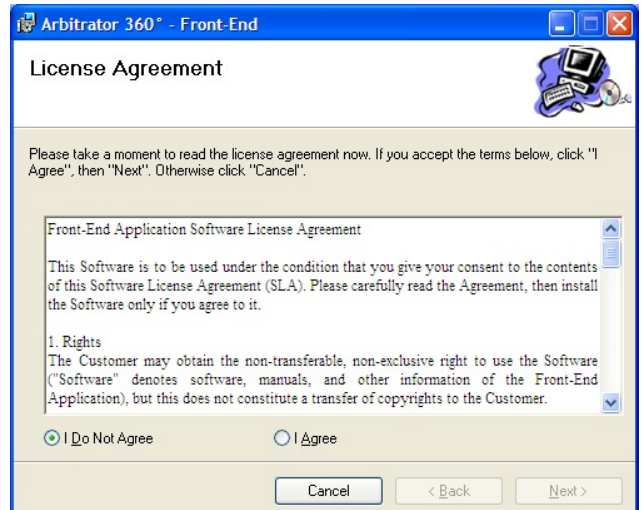 Arbitrator 360° - Front-End
License Agreement
Please take a moment to read the license agreement now. If you accept the terms below, click "I
Agree", then "Next". Otherwise click "Cancel".
Front-End Application Software License Agreement
This Software is to be used under the condition that you give your consent to the contents
of this Software License Agreement (SLA). Please carefully read the Agreement, then install
the Software only if you agree to it.
1. Rights
The Customer may obtain the non-transferable, non-exclusive right to use the Software
("Software" denotes software, manuals, and other information of the Front-End
Application), but this does not constitute a transfer of copyrights to the Customer.
I Do Not Agree
I Agree
Cancel
< Back
Next >